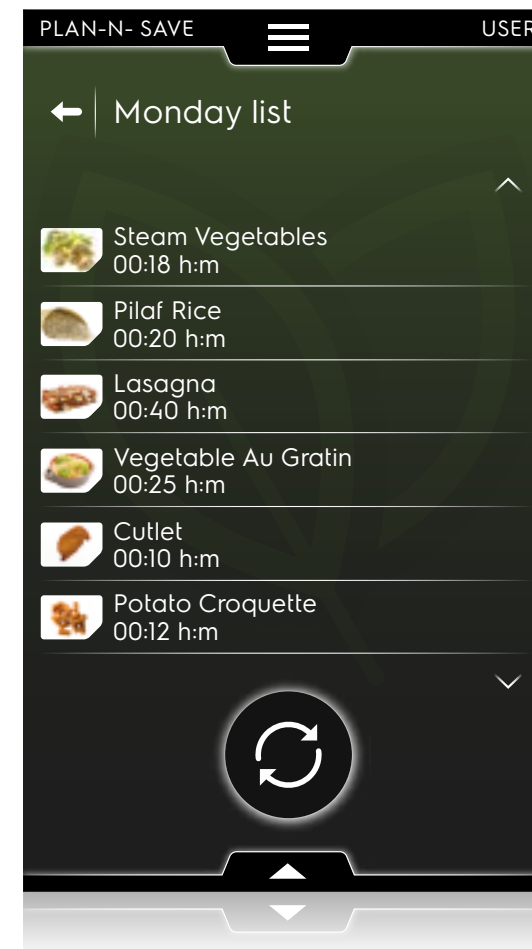 PLAN-N- SAVE
USER
Monday list
Steam Vegetables
00:18 h:m
Pilaf Rice
00:20 h:m
Lasagna
00:40 h:m
Vegetable Au Gratin
00:25 h:m
Cutlet
00:10 h:m
Potato Croquette
00:12 h:m